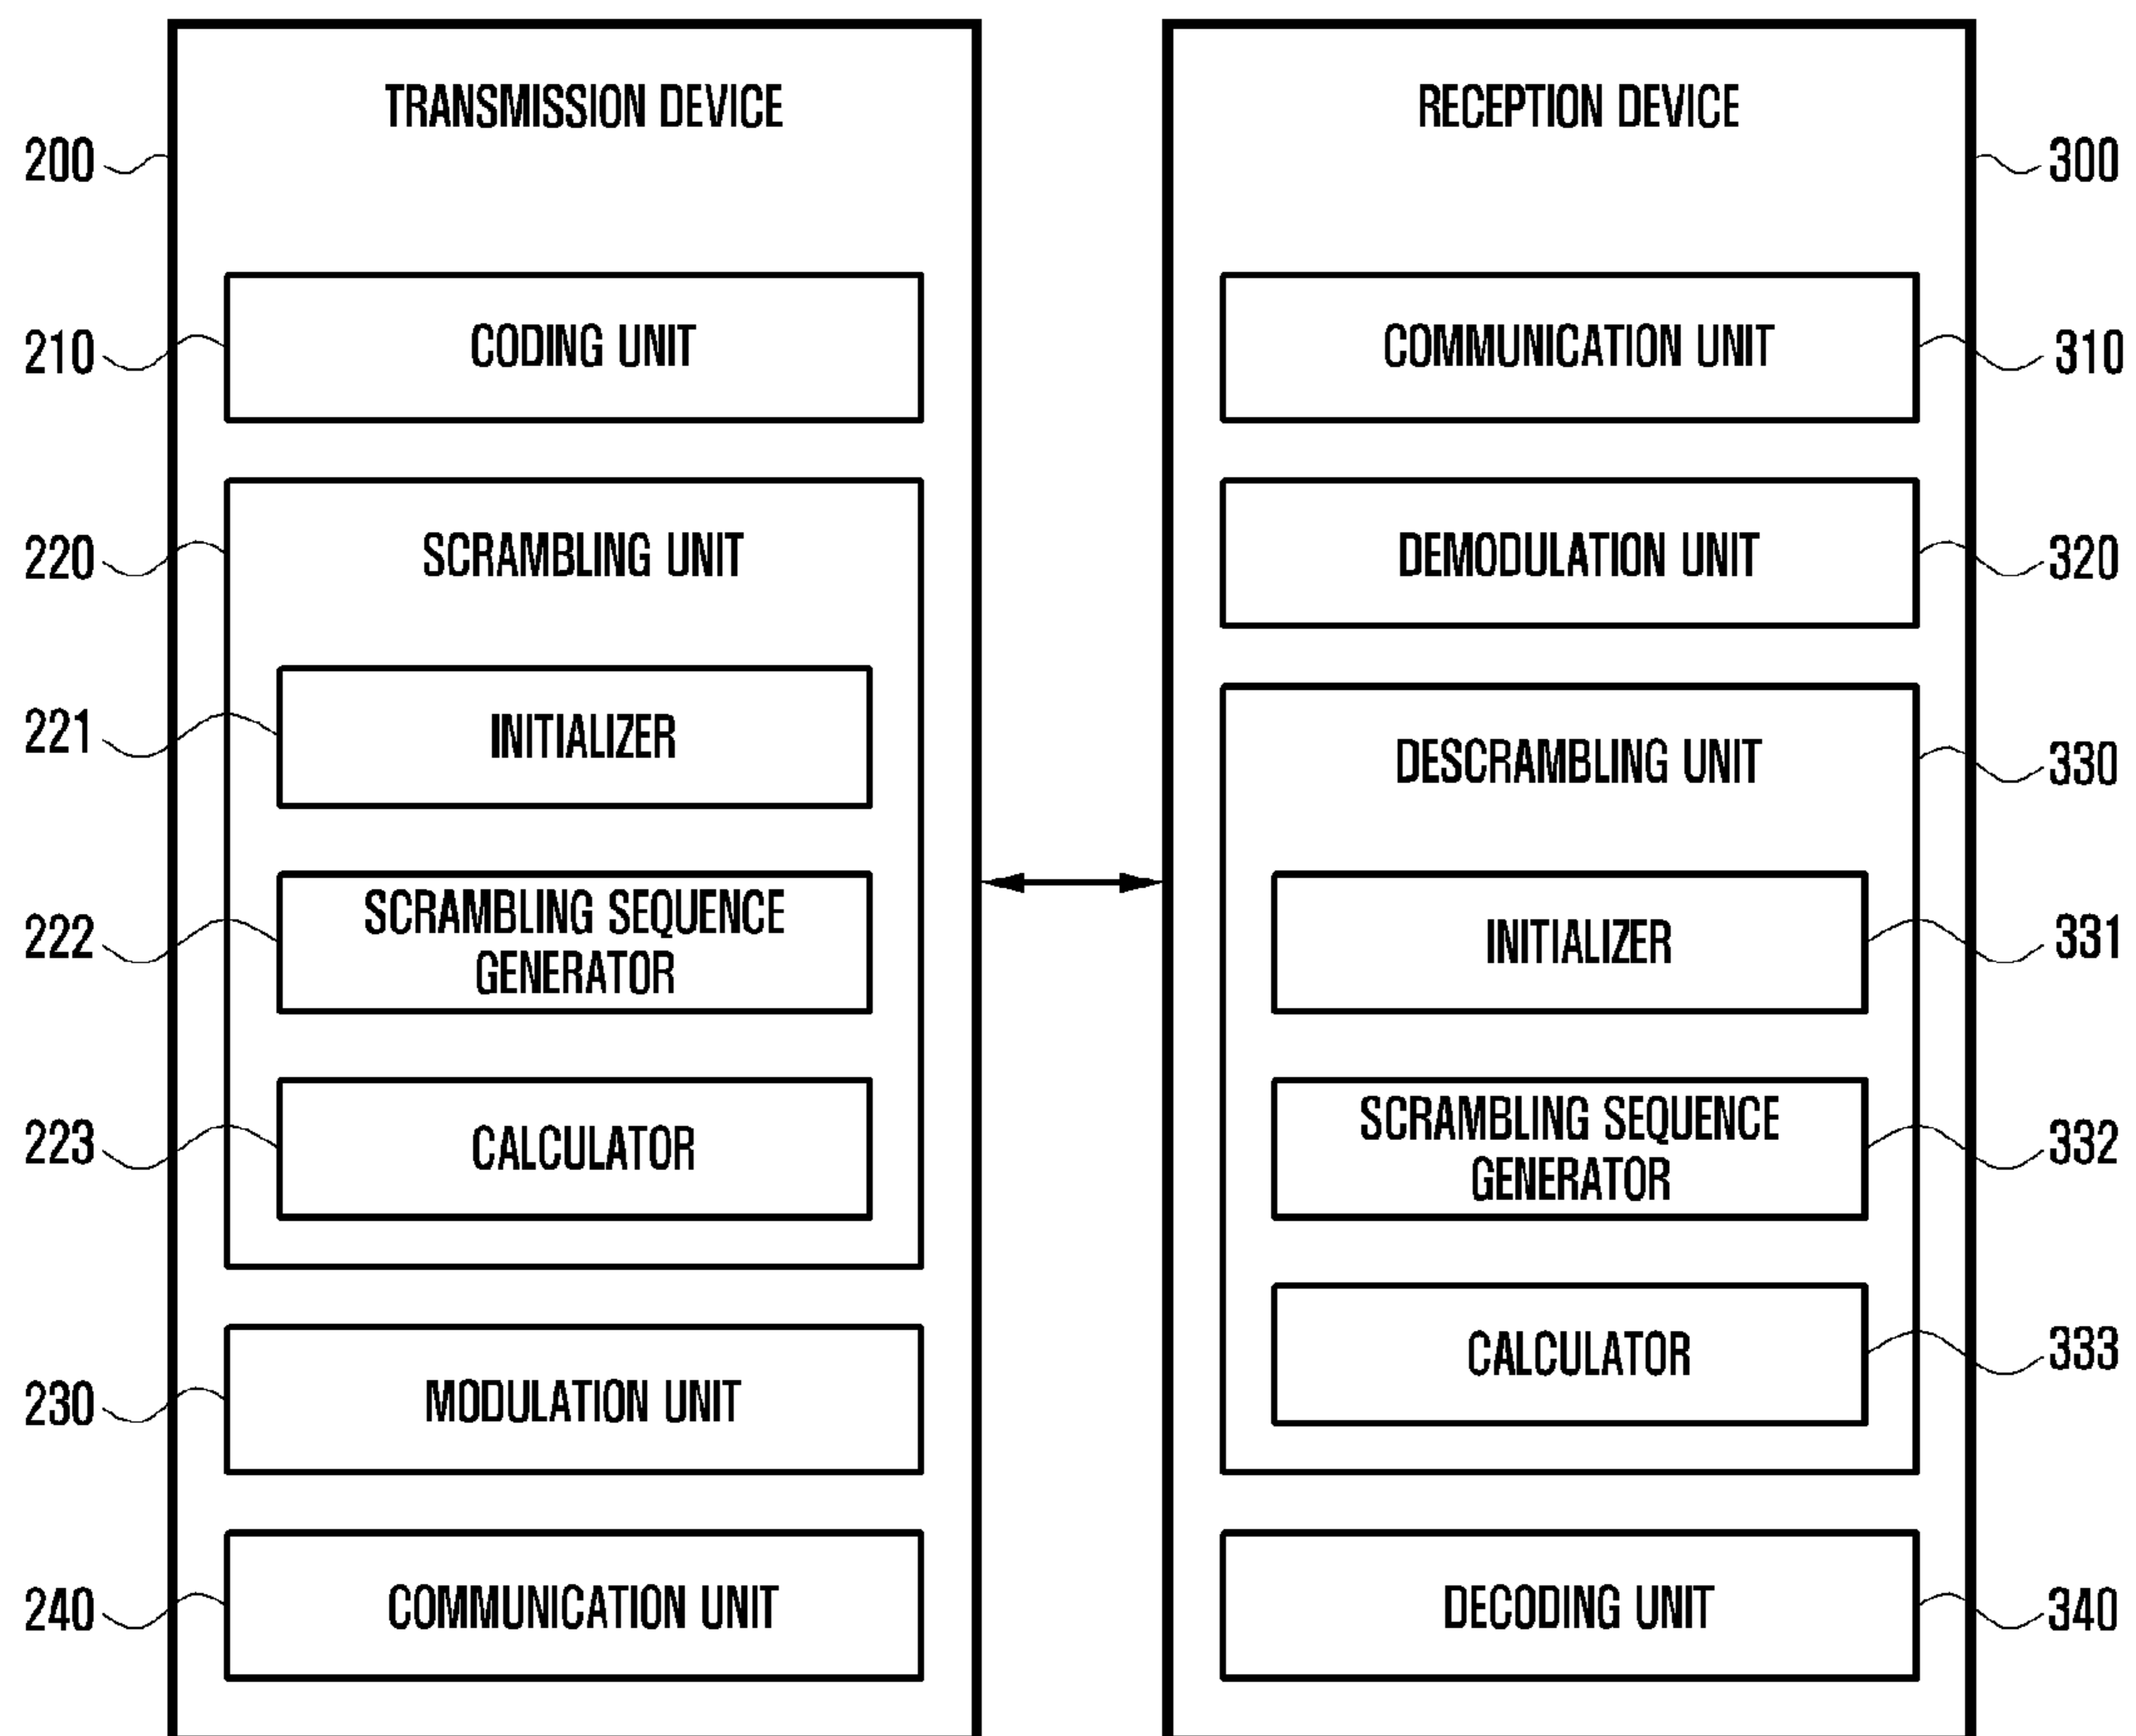 TRANSMISSION DEVICE
200
210
CODING UNIT
220
SCRAMBLING UNIT
221
INITIALIZER
222
SCRAMBLING SEQUENCE
GENERATOR
223
CALCULATOR
230
MODULATION UNIT
240
COMMUNICATION UNIT
RECEPTION DEVICE
300
COMMUNICATION UNIT
310
DEMODULATION UNIT
320
DESCRAMBLING UNIT
330
INITIALIZER
331
SCRAMBLING SEQUENCE
GENERATOR
332
CALCULATOR
333
DECODING UNIT
340